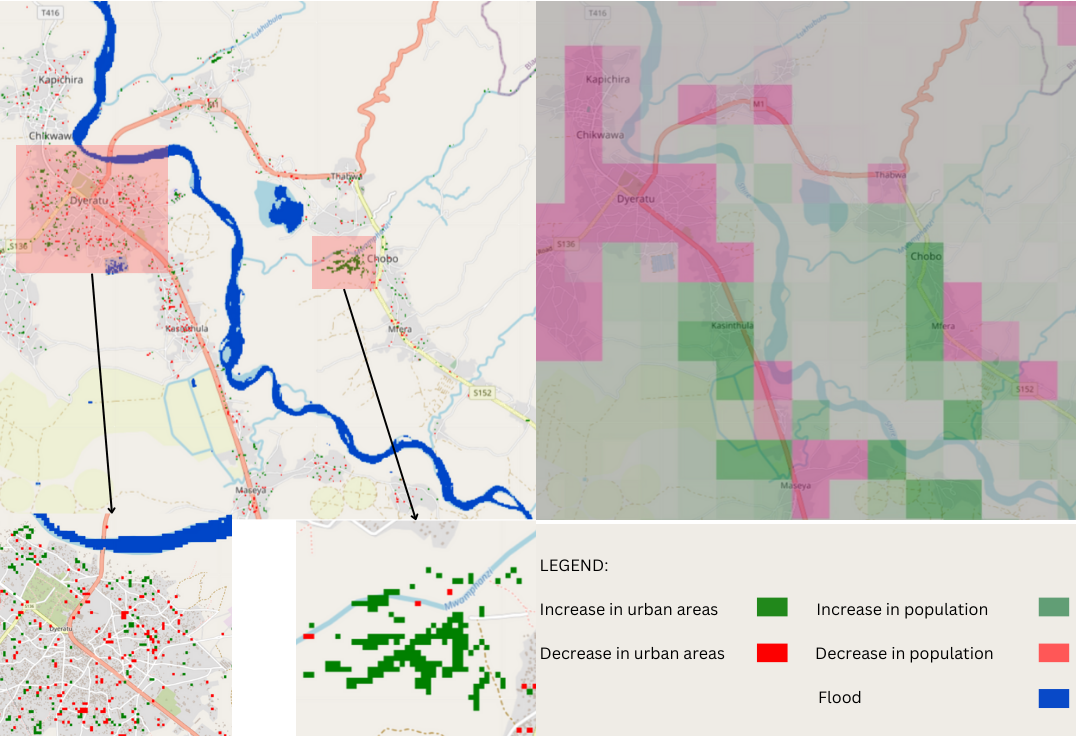 T416
Tukhubula
Kapichira
M1
Chikwawa
Thabwa
Dyeratu
S136
Chobo
Kasinthula
Mfera
S152
Maseya
T416
Kapichira
M1
Chikwawa
Thabwa
Dyeratu
Road
S136
Chobo
Kasinthula
Mfera
S152
Maseya
Dyeratu
Mwamphanzi
LEGEND:
Increase in urban areas
Increase in population
Decrease in urban areas
Decrease in population
Flood